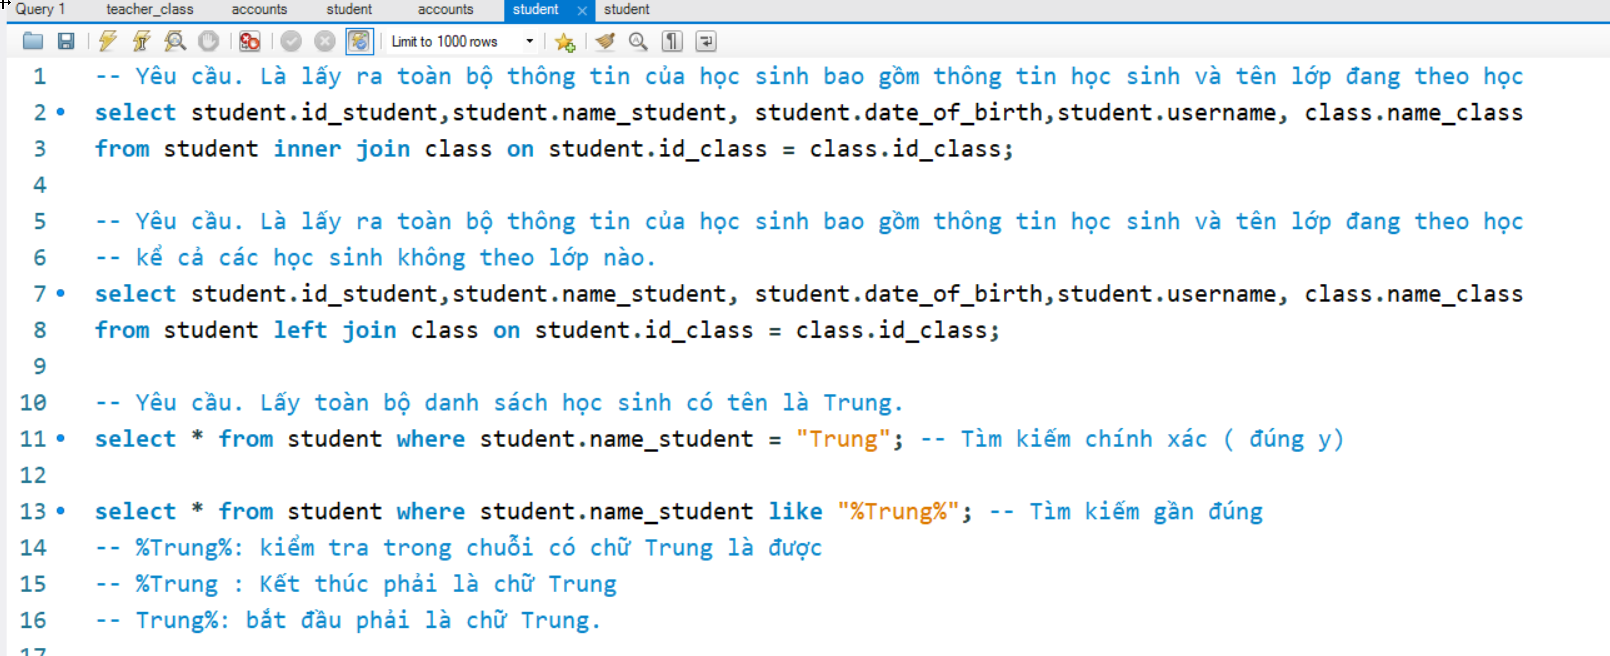 Query 1 teacher_class accounts student accounts student student
Limit to 1000 rows
1 -- Yêu cầu. Là lấy ra toàn bộ thông tin của học sinh bao gồm thông tin học sinh và tên lớp đang theo học
2 select student.id_student,student.name_student, student.date_of_birth,student.username, class.name_class
3 from student inner join class on student.id_class = class.id_class;
4
5 -- Yêu cầu. Là lấy ra toàn bộ thông tin của học sinh bao gồm thông tin học sinh và tên lớp đang theo học
6 -- kể cả các học sinh không theo lớp nào.
7 select student.id_student,student.name_student, student.date_of_birth,student.username, class.name_class
8 from student left join class on student.id_class = class.id_class;
9
10 -- Yêu cầu. Lấy toàn bộ danh sách học sinh có tên là Trung.
11 select * from student where student.name_student = "Trung"; -- Tìm kiếm chính xác ( đúng y)
12
13 select * from student where student.name_student like "%Trung%"; -- Tìm kiếm gần đúng
14 -- %Trung%: kiểm tra trong chuỗi có chữ Trung là được
15 -- %Trung : Kết thúc phải là chữ Trung
16 -- Trung%: bắt đầu phải là chữ Trung.
17